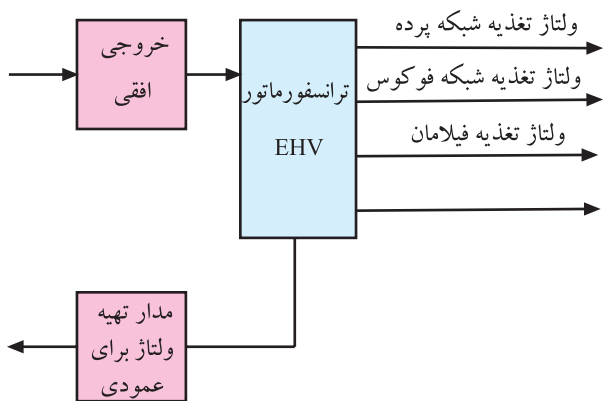 خروجی
افقی
ترانسفورماتور
EHV
ولتاژ تغذیه شبکه پرده
ولتاژ تغذیه شبکه فوکوس
ولتاژ تغذیه فیلامان
مدار تهیه
ولتاژ برای
عمودی